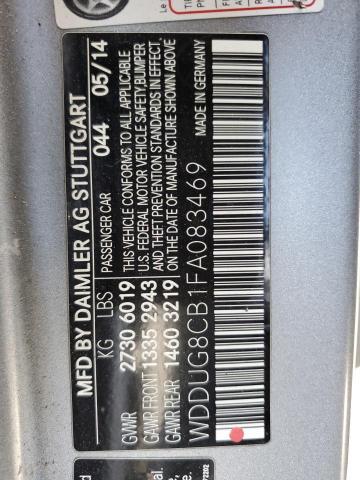 MFD BY DAIMLER AG STUTTGART
KG LBS PASSENGER CAR 044 05/14
GVWR 2730 6019 THIS VEHICLE CONFORMS TO ALL APPLICABLE
GAWR FRONT 1335 2943 U.S. FEDERAL MOTOR VEHICLE SAFETY, BUMPER
GAWR REAR 1460 3219 AND THEFT PREVENTION STANDARDS IN EFFECT
ON THE DATE OF MANUFACTURE SHOWN ABOVE
WDDUG8CB1FA083469 MADE IN GERMANY